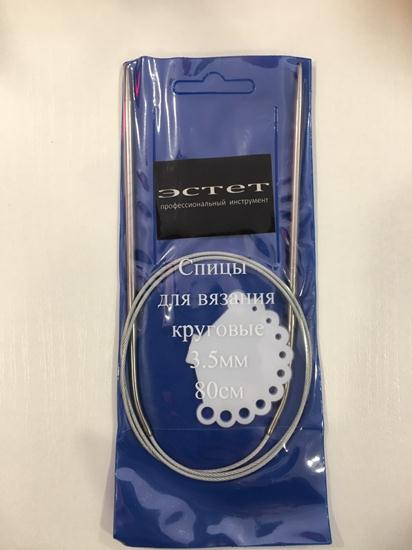 эстет
профессиональный инструмент
Спицы
для вязания
круговые
3.5мм
80см